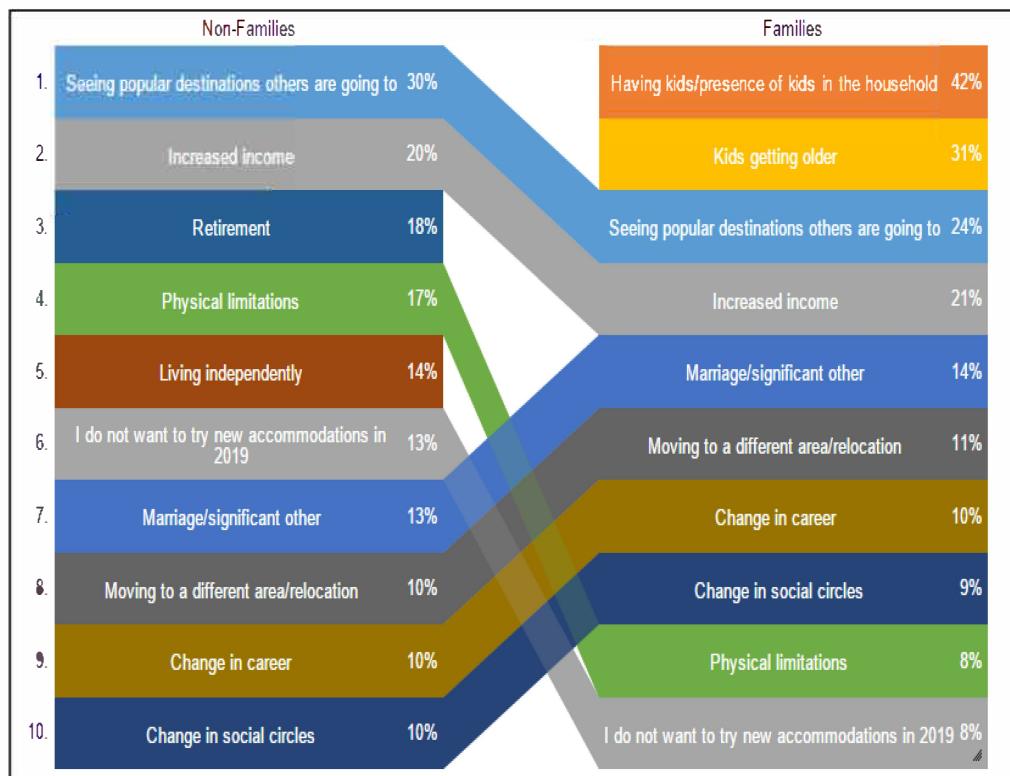 Non-Families
Families
1.
Seeing popular destinations others are going to 30%
Having kids/presence of kids in the household 42%
2.
Increased income 20%
Kids getting older 31%
3.
Retirement 18%
Seeing popular destinations others are going to 24%
4.
Physical limitations 17%
Increased income 21%
5.
Living independently 14%
Marriage/significant other 14%
6.
I do not want to try new accommodations in
2019
13%
Moving to a different area/relocation 11%
7.
Marriage/significant other 13%
Change in career 10%
8.
Moving to a different area/relocation 10%
Change in social circles 9%
9.
Change in career 10%
Physical limitations 8%
10.
Change in social circles 10%
I do not want to try new accommodations in 2019 8%